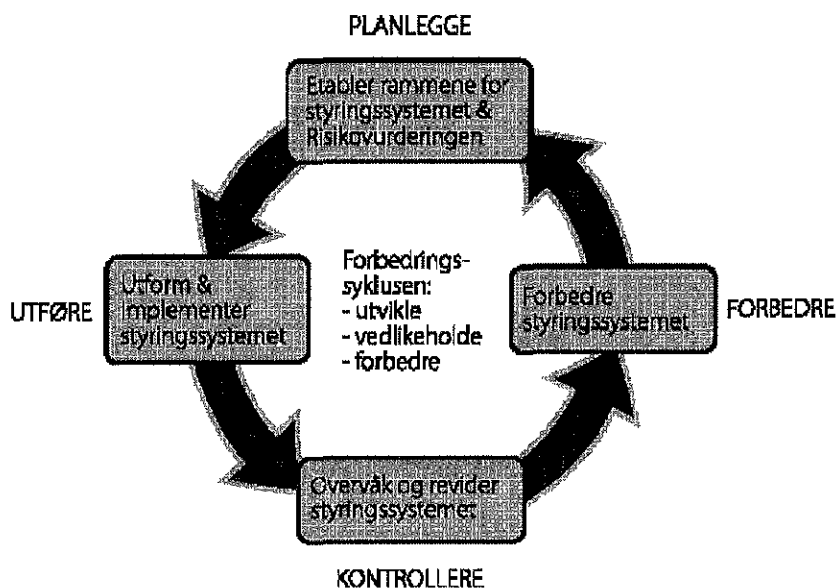 PLANLEGGE
Etabler rammene for
styringssystemet &
Risikovurderingen
UTFØRE
Utform &
implementer
styringssystemet
Forbedrings-
syklusen:
- utvikle
- vedlikeholde
- forbedre
Forbedre
styringssystemet
FORBEDRE
Overvåk og revider
styringssystemet
KONTROLLERE